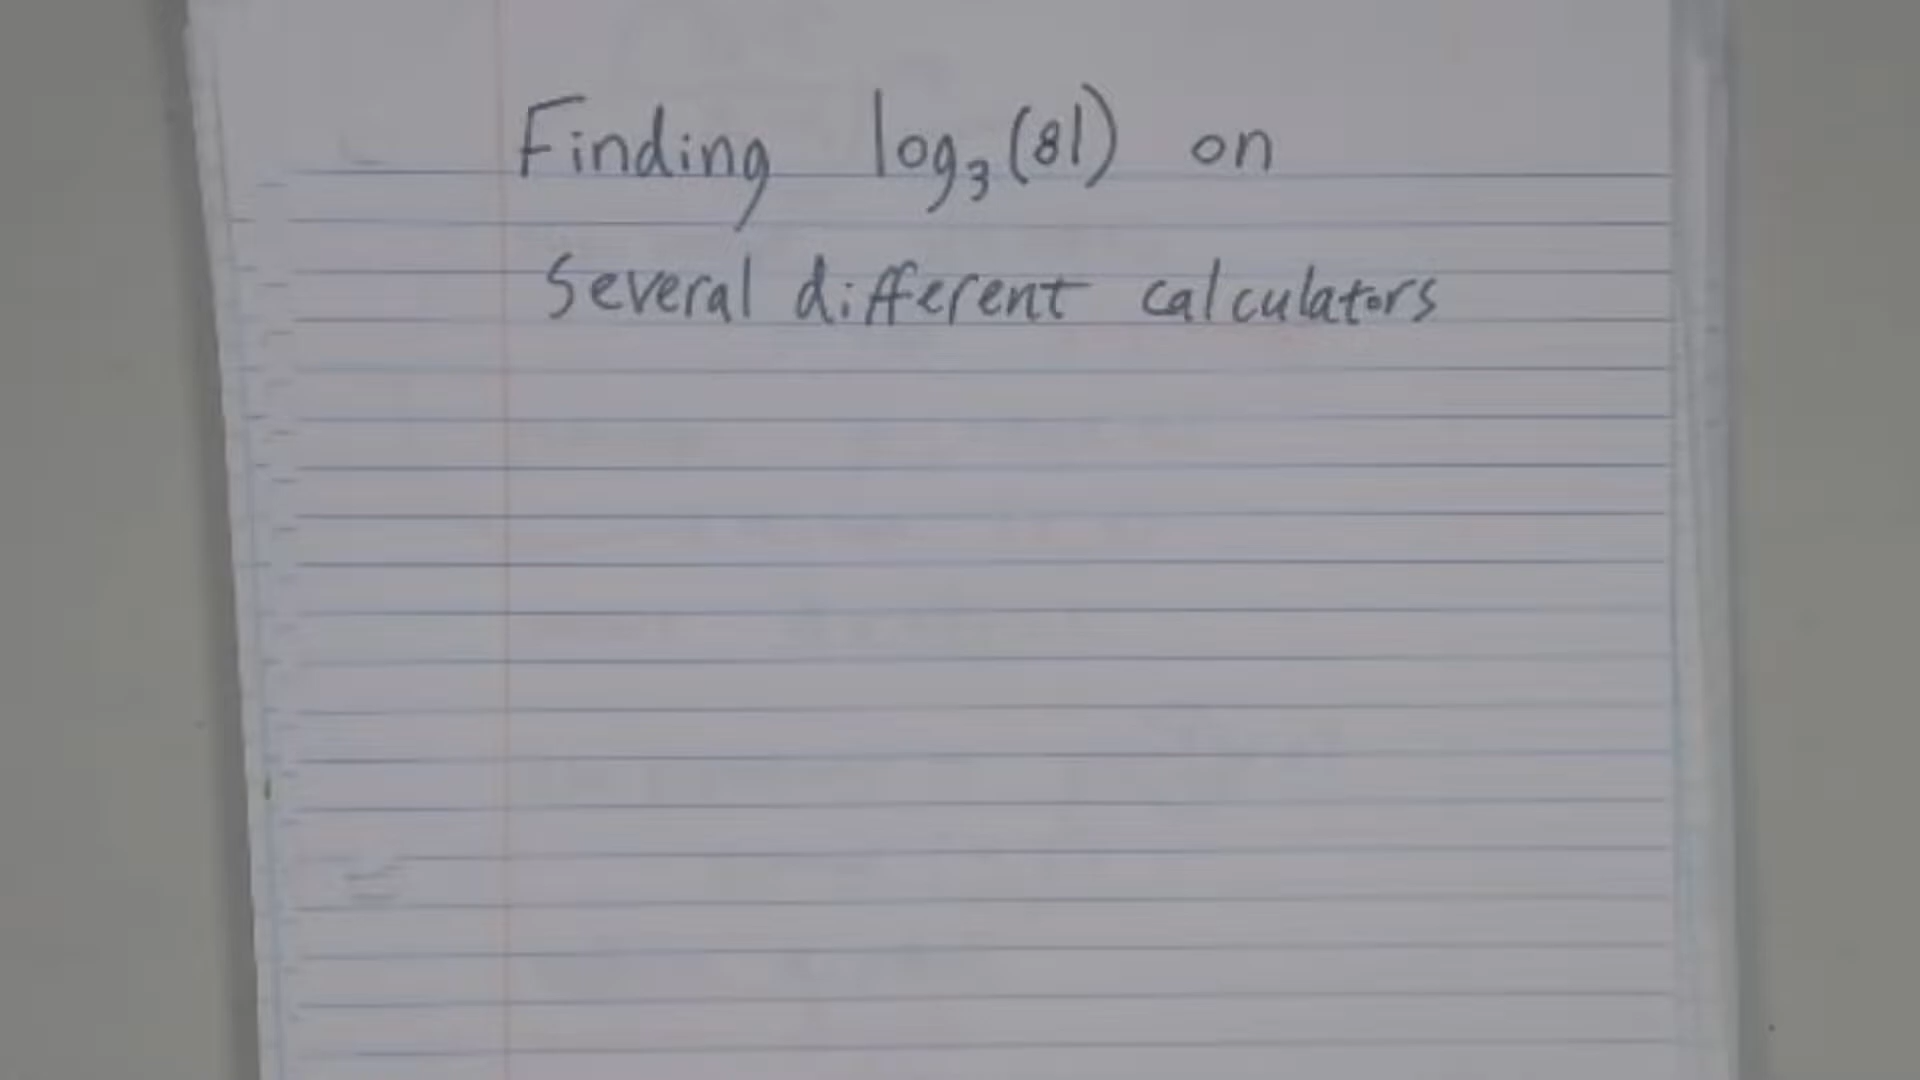 Finding log₃(81) on
Several different calculators